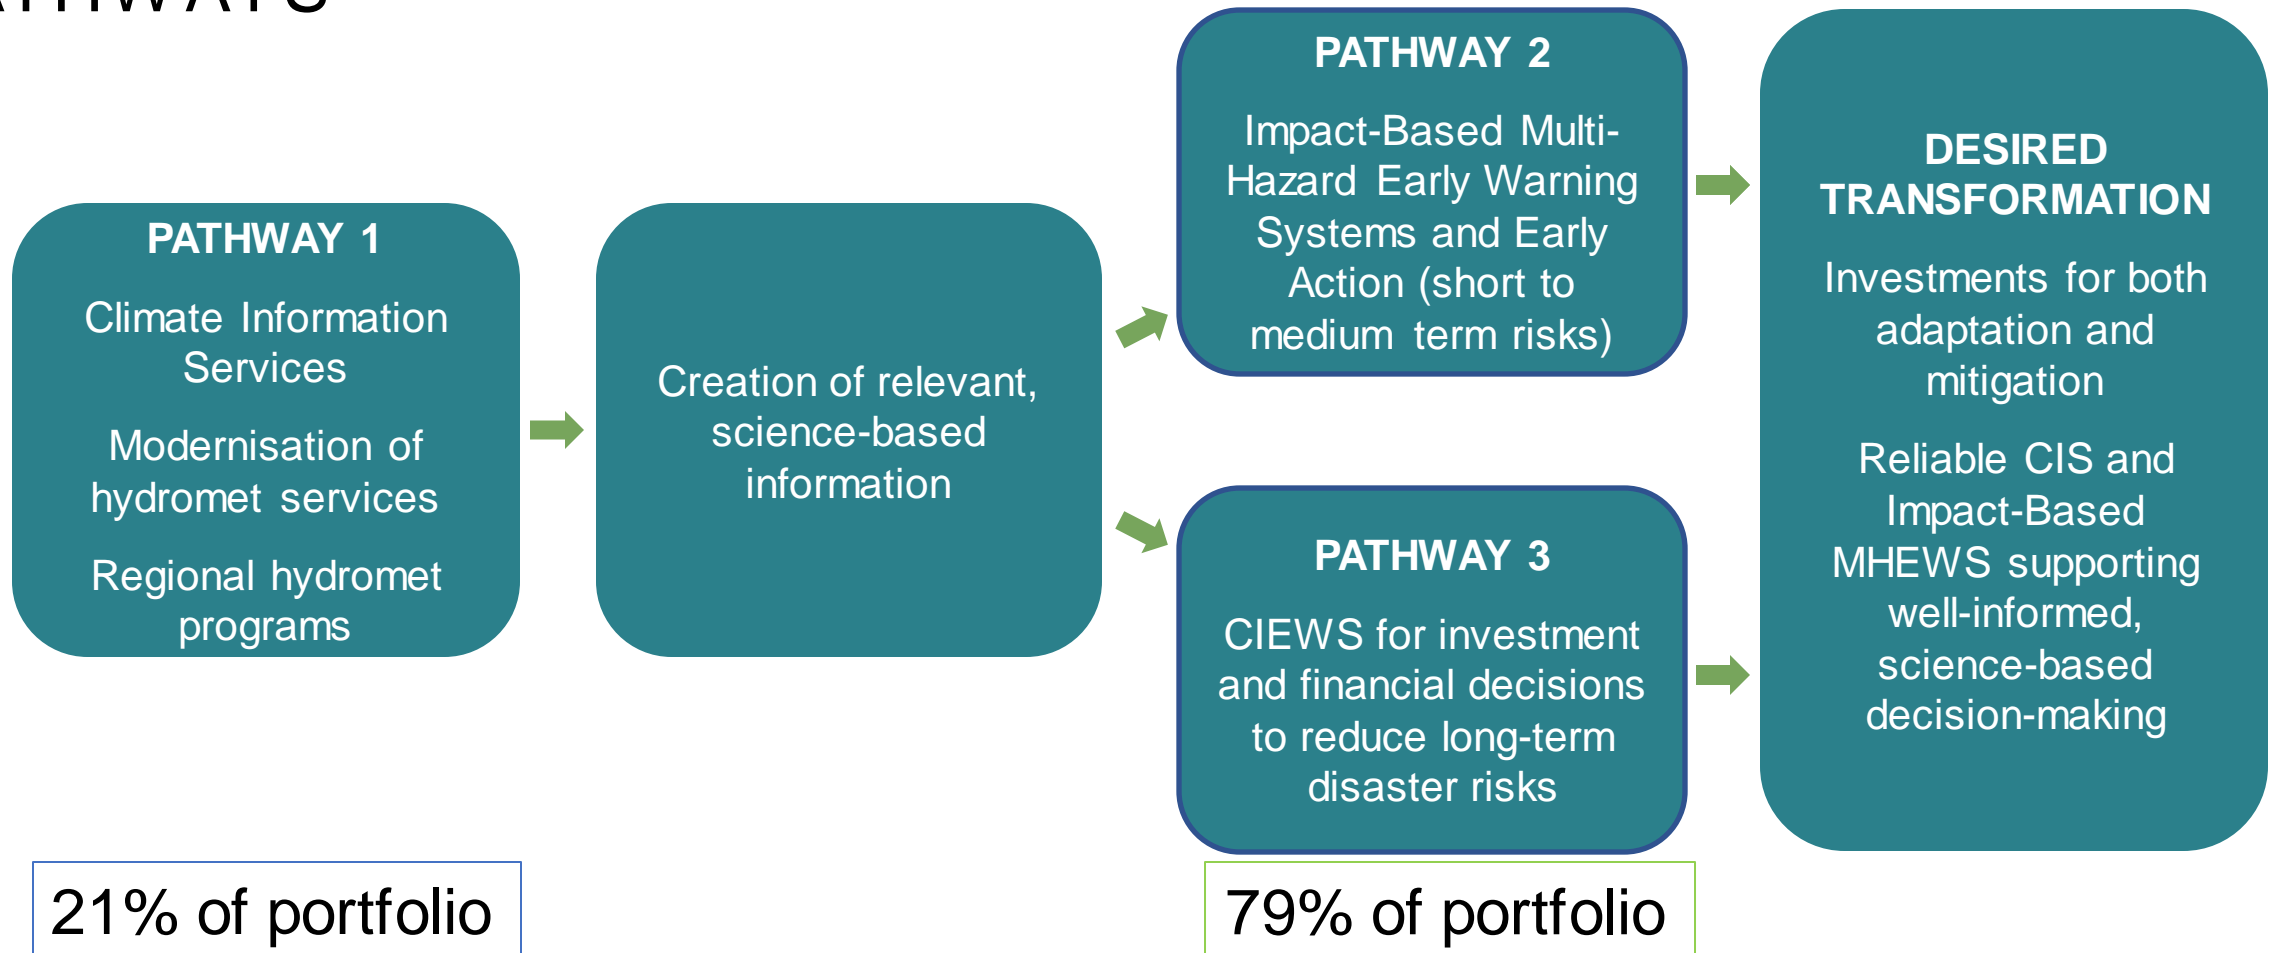 PATHWAYS
PATHWAY 1
Climate Information
Services
Modernisation of
hydromet services
Regional hydromet
programs
Creation of relevant,
science-based
information
PATHWAY 2
Impact-Based Multi-
Hazard Early Warning
Systems and Early
Action (short to
medium term risks)
PATHWAY 3
CIEWS for investment
and financial decisions
to reduce long-term
disaster risks
DESIRED
TRANSFORMATION
Investments for both
adaptation and
mitigation
Reliable CIS and
Impact-Based
MHEWS supporting
well-informed,
science-based
decision-making
21% of portfolio
79% of portfolio